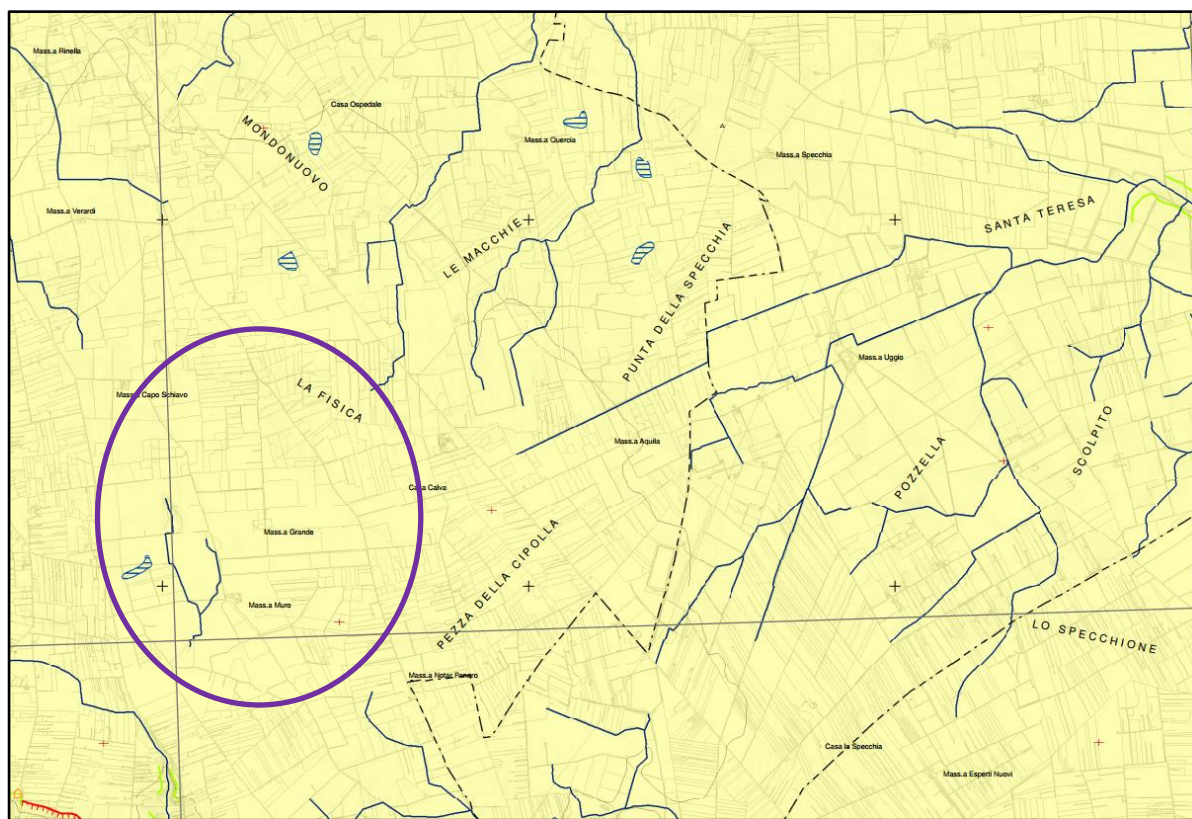 Mass.a Rinella
Casa Ospedale
MONDONUOVO
Mass.a Quercia
Mass.a Specchia
Mass.a Verardi
SANTA TERESA
LE MACCHIE
PUNTA DELLA SPECCHIA
Mass.a Uggio
LA FISICA
Mass.a Capo Schiavo
Mass.a Aquila
SCOLPITO
POZZELLA
Casa Calva
Mass.a Grande
PEZZA DELLA CIPOLLA
Mass.a Muro
LO SPECCHIONE
Mass.a Notar Panaro
Casa la Specchia
Mass.a Esperti Nuovi